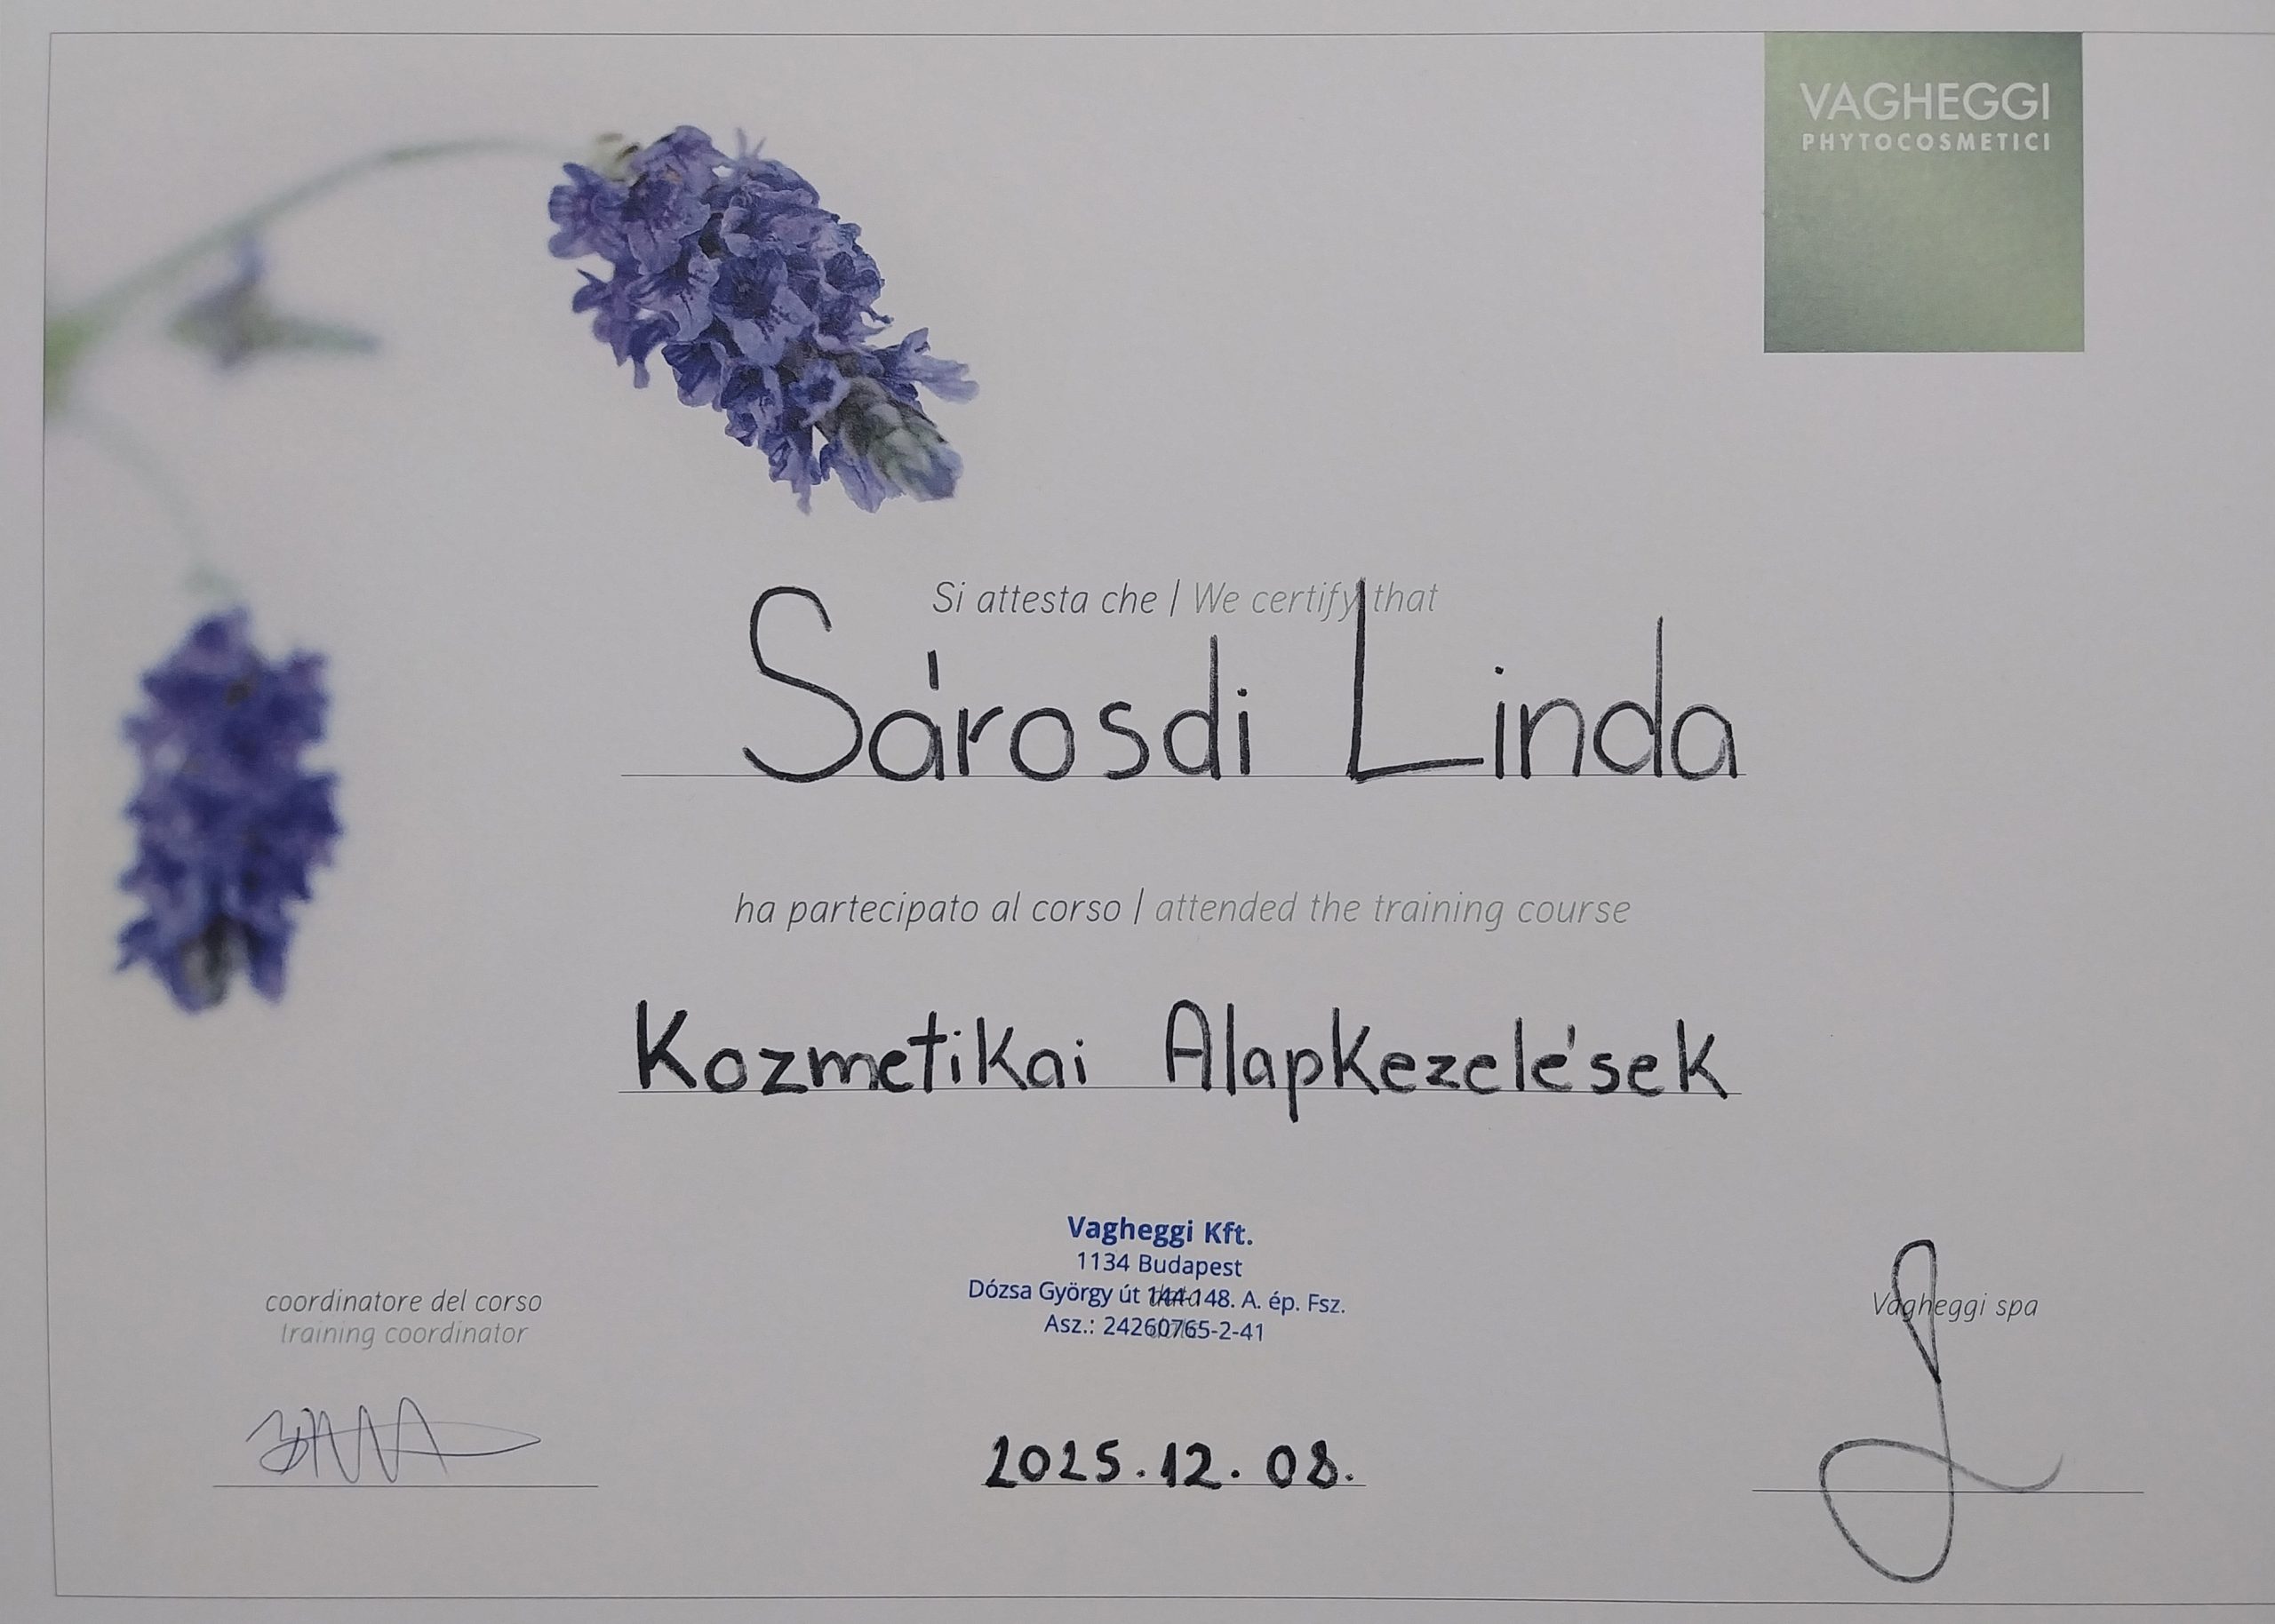 VAGHEGGI
PHYTOCOSMETICI
Si attesta che | We certify that
Sárosdi Linda
ha partecipato al corso | attended the training course
Kozmetikai Alapkezelések
Vagheggi Kft.
1134 Budapest
Dózsa György út 144-148. A. ép. Fsz.
Asz.: 24260765-2-41
coordinatore del corso
training coordinator
data
2025.12.08.
Vagheggi spa